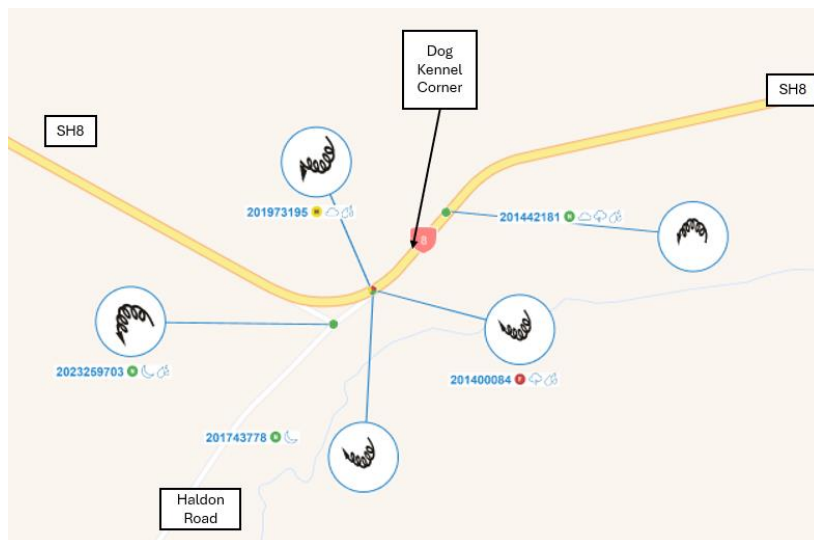 Dog
Kennel
Corner
SH8
SH8
201973195 M
201442181 N
8
2023259703 N
201400084 F
201743778 N
Haldon
Road